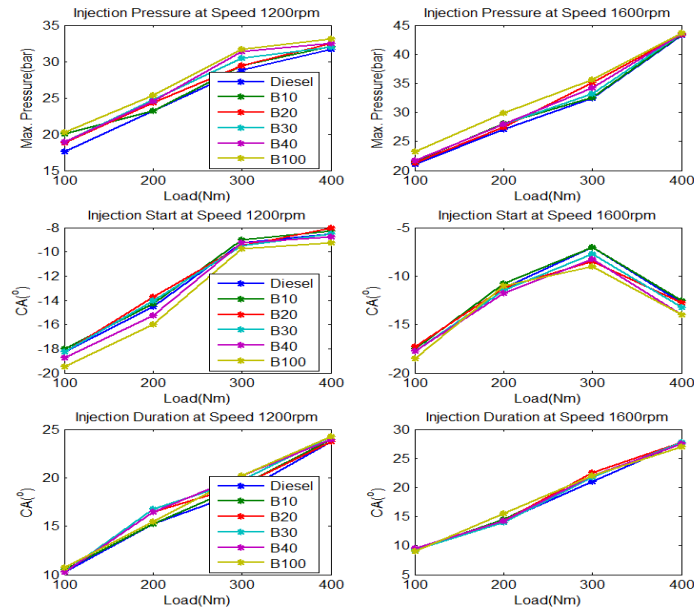 Injection Pressure at Speed 1200rpm
Max. Pressure(bar)
35
30
25
20
15
100
200
300
400
Load(Nm)
Diesel
B10
B20
B30
B40
B100
Injection Pressure at Speed 1600rpm
Max. Pressure(bar)
45
40
35
30
25
20
100
200
300
400
Load(Nm)
Injection Start at Speed 1200rpm
CA(⁰)
-8
-10
-12
-14
-16
-18
-20
100
200
300
400
Load(Nm)
Diesel
B10
B20
B30
B40
B100
Injection Start at Speed 1600rpm
CA(⁰)
-5
-10
-15
-20
100
200
300
400
Load(Nm)
Injection Duration at Speed 1200rpm
CA(⁰)
25
20
15
10
100
200
300
400
Load(Nm)
Diesel
B10
B20
B30
B40
B100
Injection Duration at Speed 1600rpm
CA(⁰)
30
25
20
15
10
5
100
200
300
400
Load(Nm)